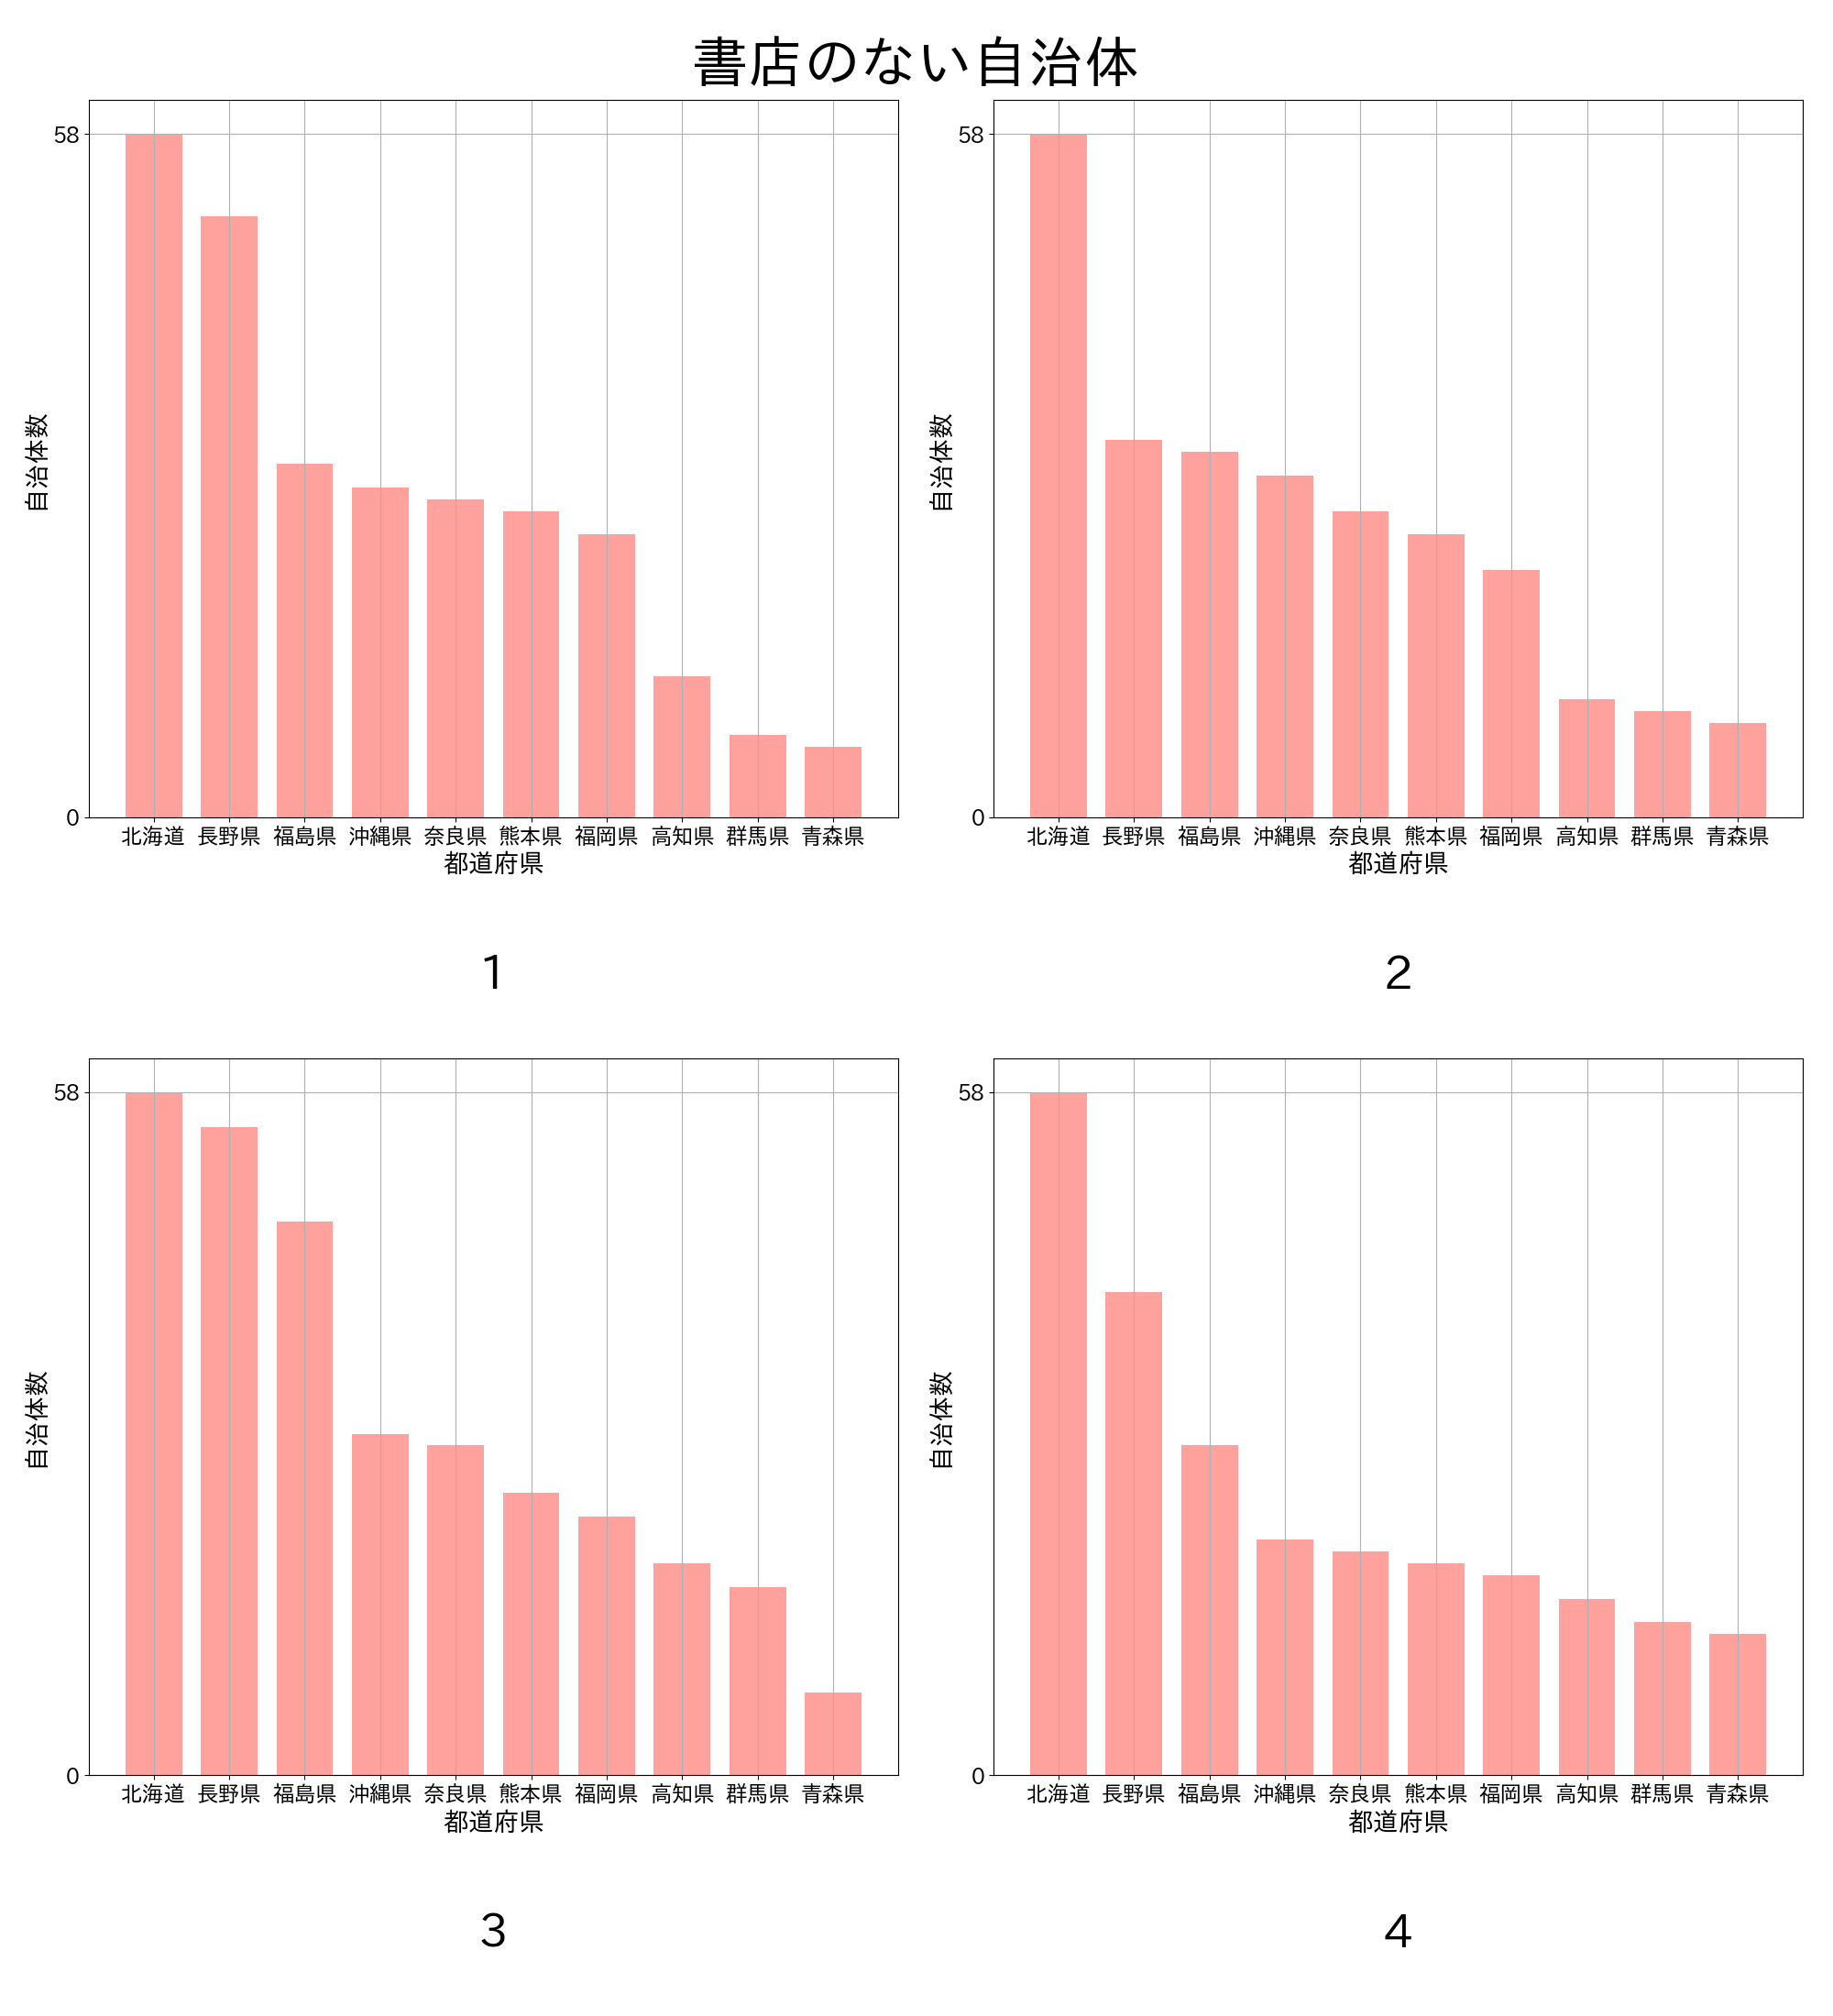 書店のない自治体
58
0
自治体数
北海道 長野県 福島県 沖縄県 奈良県 熊本県 福岡県 高知県 群馬県 青森県
都道府県
1
58
0
自治体数
北海道 長野県 福島県 沖縄県 奈良県 熊本県 福岡県 高知県 群馬県 青森県
都道府県
2
58
0
自治体数
北海道 長野県 福島県 沖縄県 奈良県 熊本県 福岡県 高知県 群馬県 青森県
都道府県
3
58
0
自治体数
北海道 長野県 福島県 沖縄県 奈良県 熊本県 福岡県 高知県 群馬県 青森県
都道府県
4